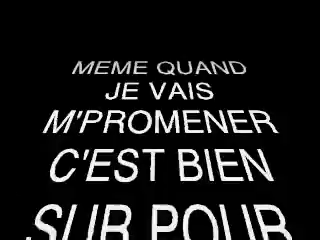 MEME QUAND
JE VAIS
M'PROMENER
C'EST BIEN
SUR POUR